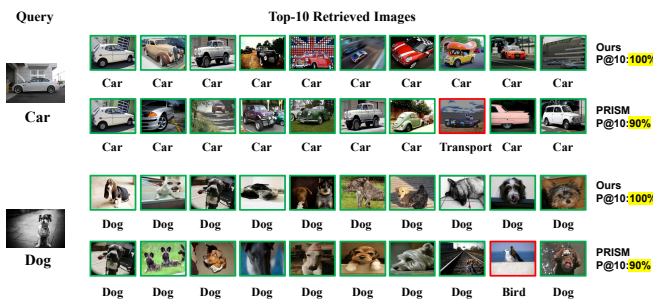 Query Top-10 Retrieved Images
Ours
P@10:100%
Car Car Car Car Car Car Car Car Car Car
Car
PRISM
P@10:90%
Car Car Car Car Car Car Car Transport Car Car
Ours
P@10:100%
Dog Dog Dog Dog Dog Dog Dog Dog Dog Dog
Dog
PRISM
P@10:90%
Dog Dog Dog Dog Dog Dog Dog Dog Bird Dog